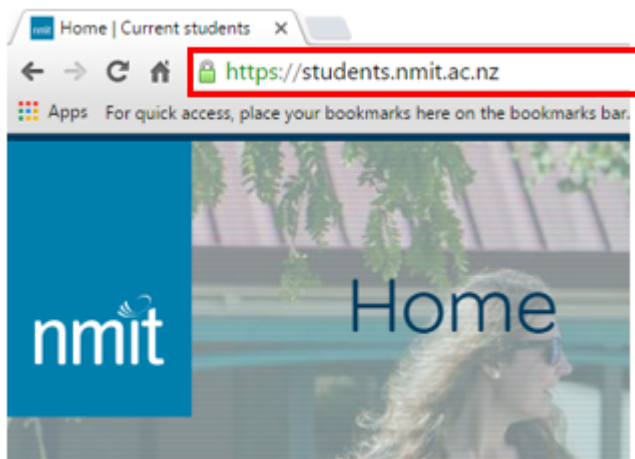 nmit Home | Current students
https://students.nmit.ac.nz
Apps For quick access, place your bookmarks here on the bookmarks bar.
nmit
Home